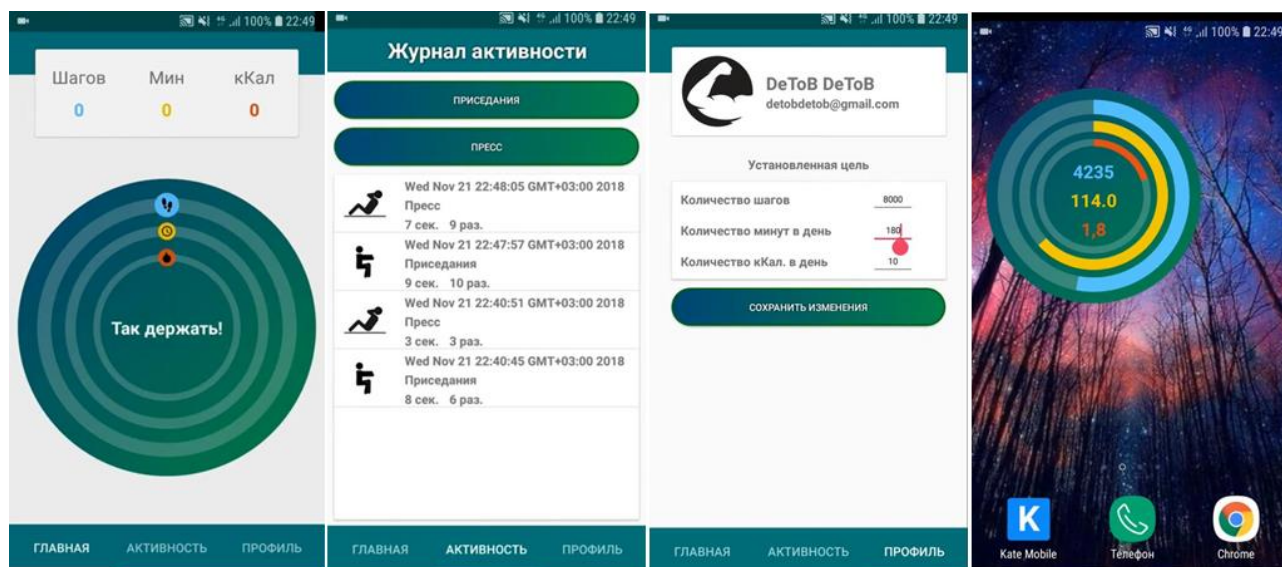 100% 22:49
Шагов Мин кКал
0 0 0
Так держать!
ГЛАВНАЯ АКТИВНОСТЬ ПРОФИЛЬ
100% 22:49
Журнал активности
ПРИСЕДАНИЯ
ПРЕСС
Wed Nov 21 22:48:05 GMT+03:00 2018
Пресс
7 сек. 9 раз.
Wed Nov 21 22:47:57 GMT+03:00 2018
Приседания
9 сек. 10 раз.
Wed Nov 21 22:40:51 GMT+03:00 2018
Пресс
3 сек. 3 раз.
Wed Nov 21 22:40:45 GMT+03:00 2018
Приседания
8 сек. 6 раз.
ГЛАВНАЯ АКТИВНОСТЬ ПРОФИЛЬ
100% 22:49
DeToB DeToB
detobdetob@gmail.com
Установленная цель
Количество шагов 8000
Количество минут в день 180
Количество кКал. в день 10
СОХРАНИТЬ ИЗМЕНЕНИЯ
ГЛАВНАЯ АКТИВНОСТЬ ПРОФИЛЬ
100% 22:49
4235
114.0
1,8
K
Kate Mobile Телефон Chrome